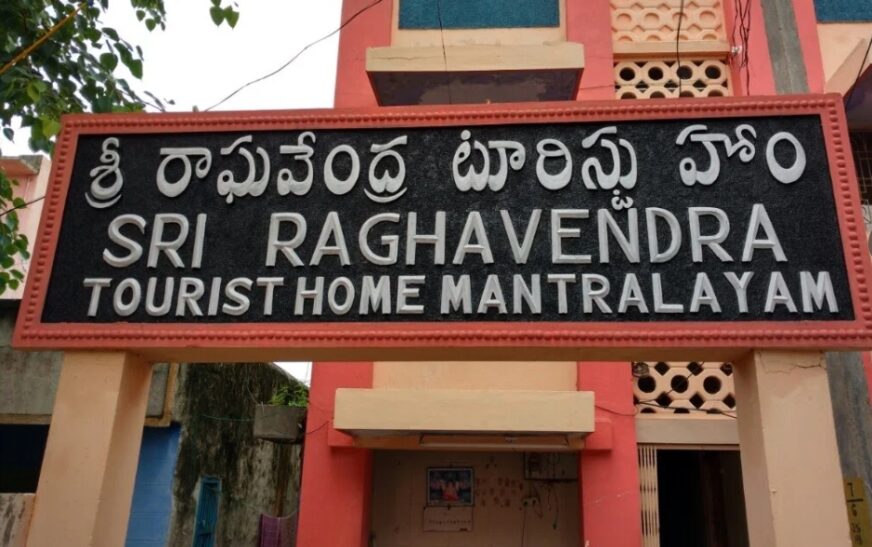 శ్రీ రాఘవేంద్ర టూరిస్టు హోం
SRI RAGHAVENDRA
TOURIST HOME MANTRALAYAM